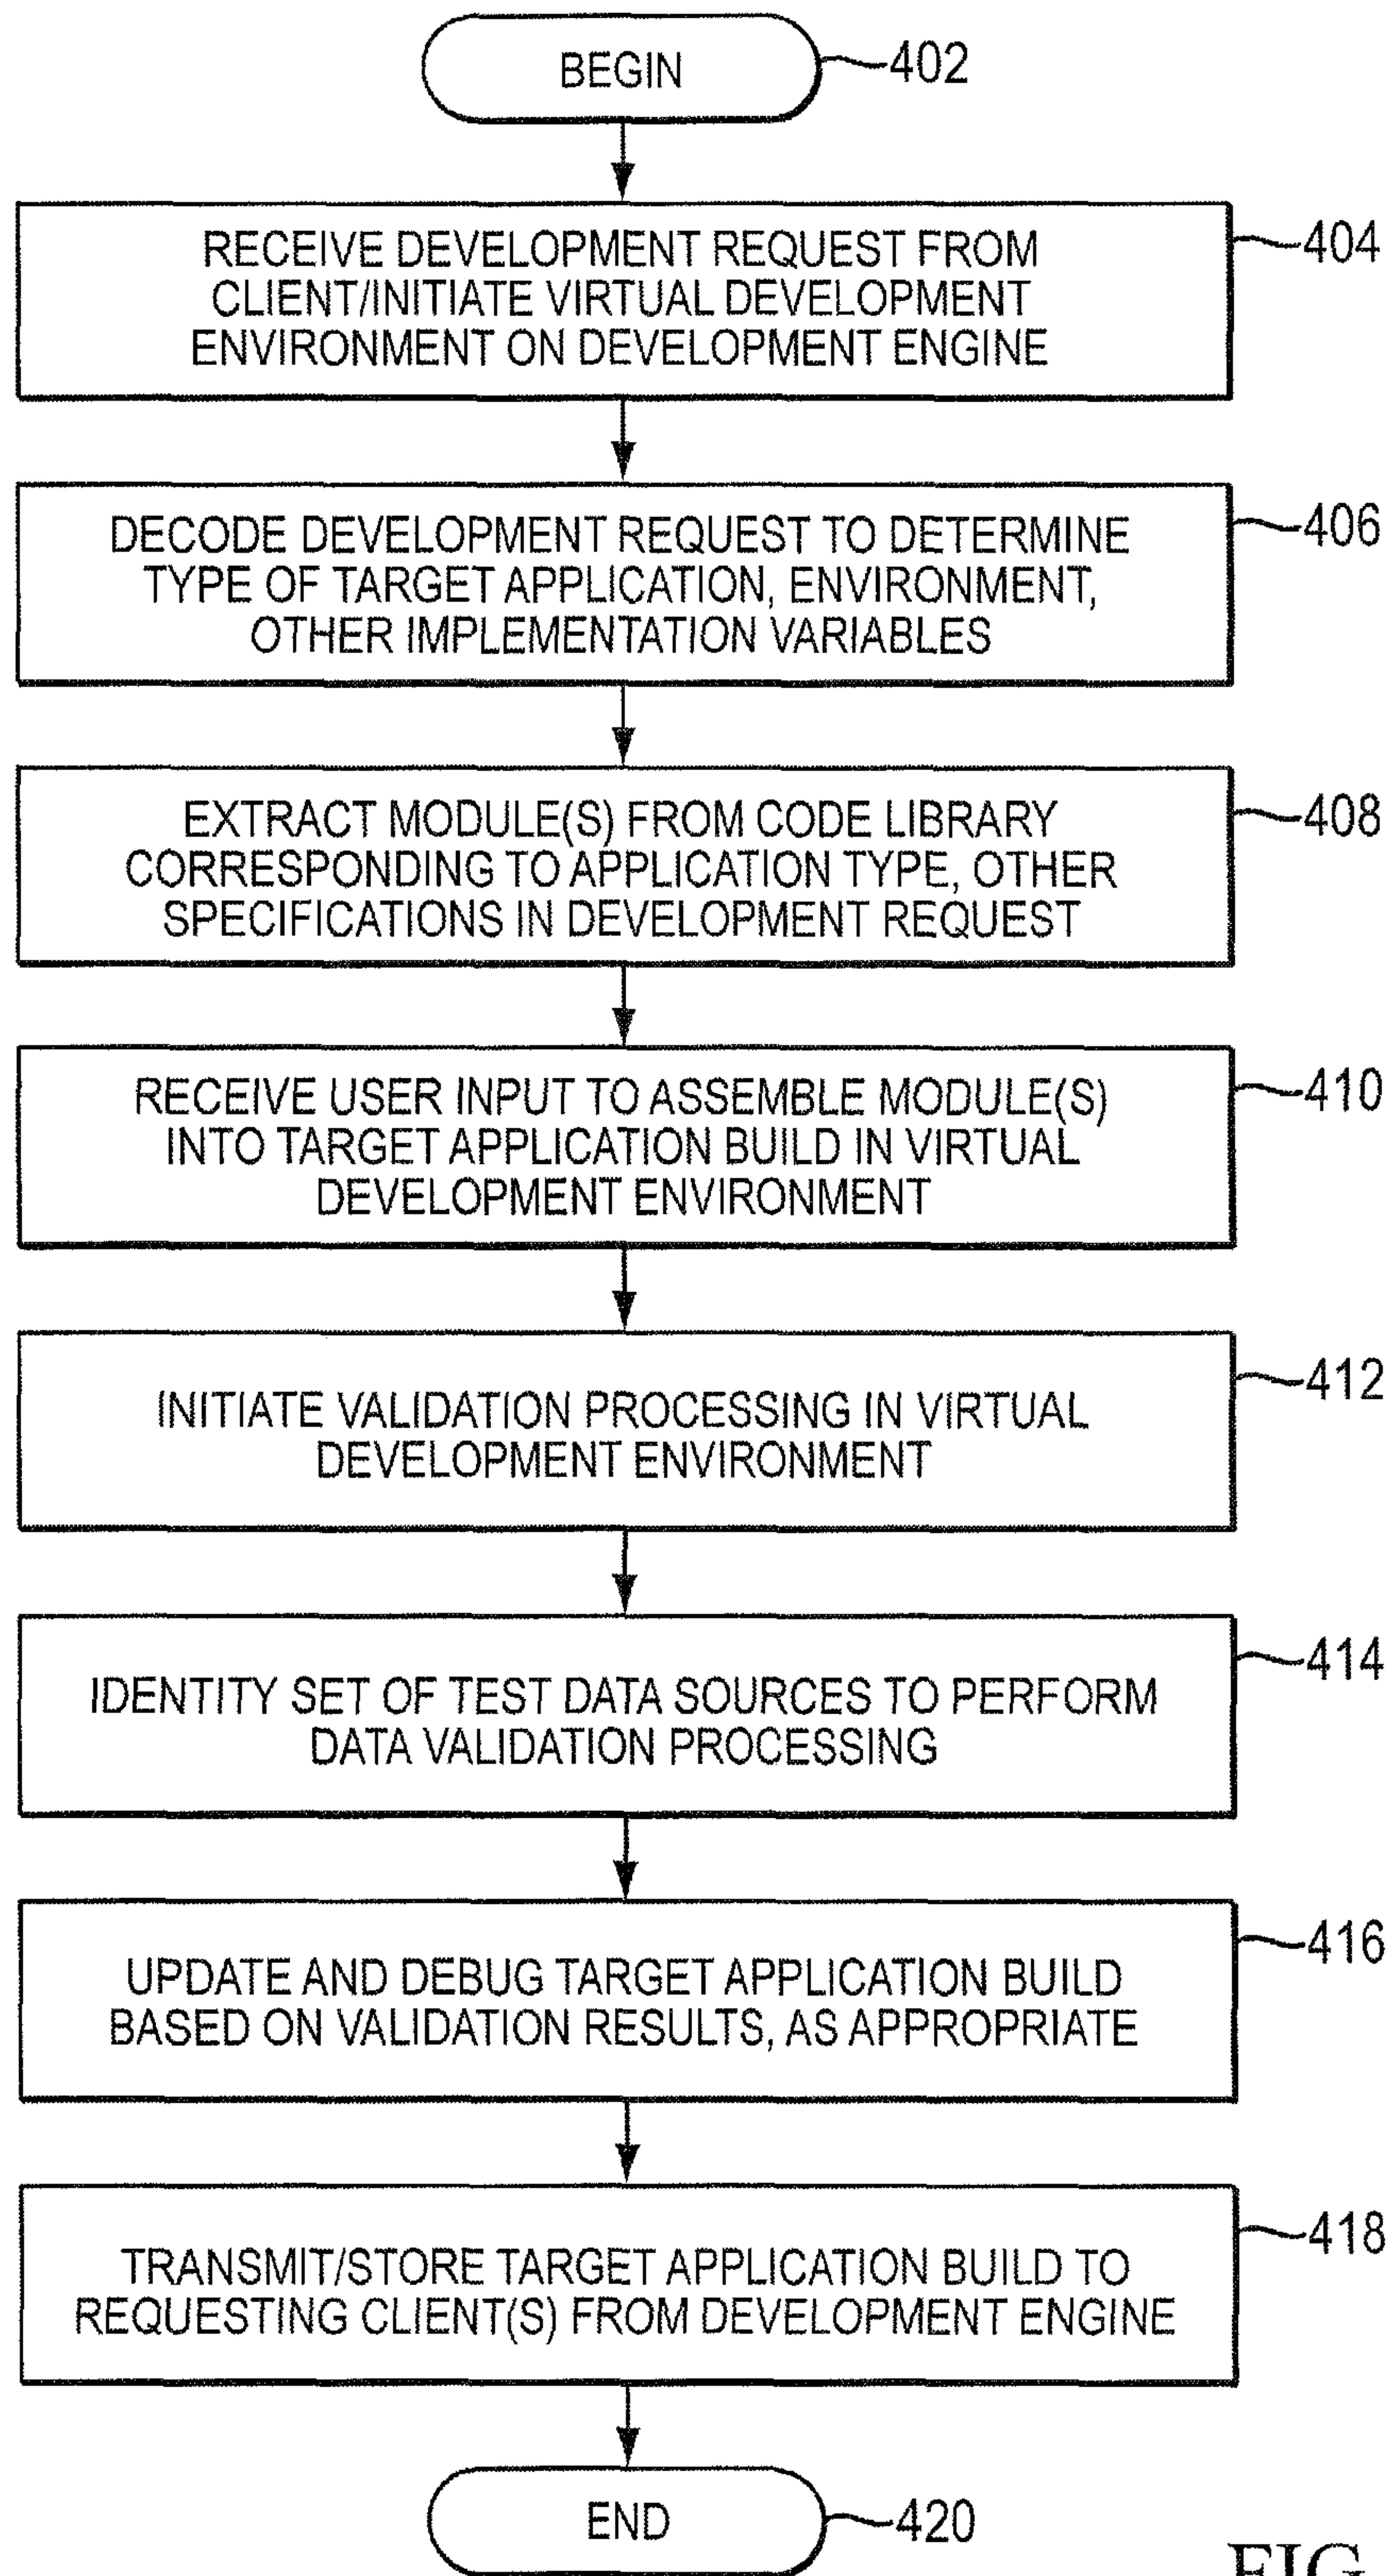 BEGIN
402
RECEIVE DEVELOPMENT REQUEST FROM
CLIENT/INITIATE VIRTUAL DEVELOPMENT
ENVIRONMENT ON DEVELOPMENT ENGINE
404
DECODE DEVELOPMENT REQUEST TO DETERMINE
TYPE OF TARGET APPLICATION, ENVIRONMENT,
OTHER IMPLEMENTATION VARIABLES
406
EXTRACT MODULE(S) FROM CODE LIBRARY
CORRESPONDING TO APPLICATION TYPE, OTHER
SPECIFICATIONS IN DEVELOPMENT REQUEST
408
RECEIVE USER INPUT TO ASSEMBLE MODULE(S)
INTO TARGET APPLICATION BUILD IN VIRTUAL
DEVELOPMENT ENVIRONMENT
410
INITIATE VALIDATION PROCESSING IN VIRTUAL
DEVELOPMENT ENVIRONMENT
412
IDENTITY SET OF TEST DATA SOURCES TO PERFORM
DATA VALIDATION PROCESSING
414
UPDATE AND DEBUG TARGET APPLICATION BUILD
BASED ON VALIDATION RESULTS, AS APPROPRIATE
416
TRANSMIT/STORE TARGET APPLICATION BUILD TO
REQUESTING CLIENT(S) FROM DEVELOPMENT ENGINE
418
END
420
FIG